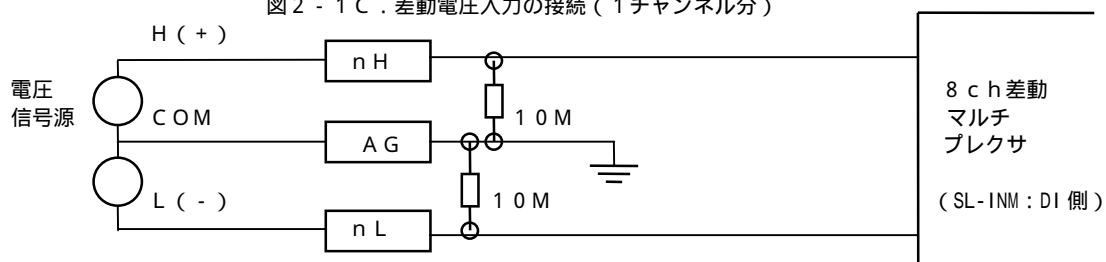 図2-1C.差動電圧入力の接続(1チャンネル分)
H(+)
nH
電圧
信号源
COM
10M
8ch差動
マルチ
プレクサ
AG
L(-)
10M
(SL-INM:DI側)
nL